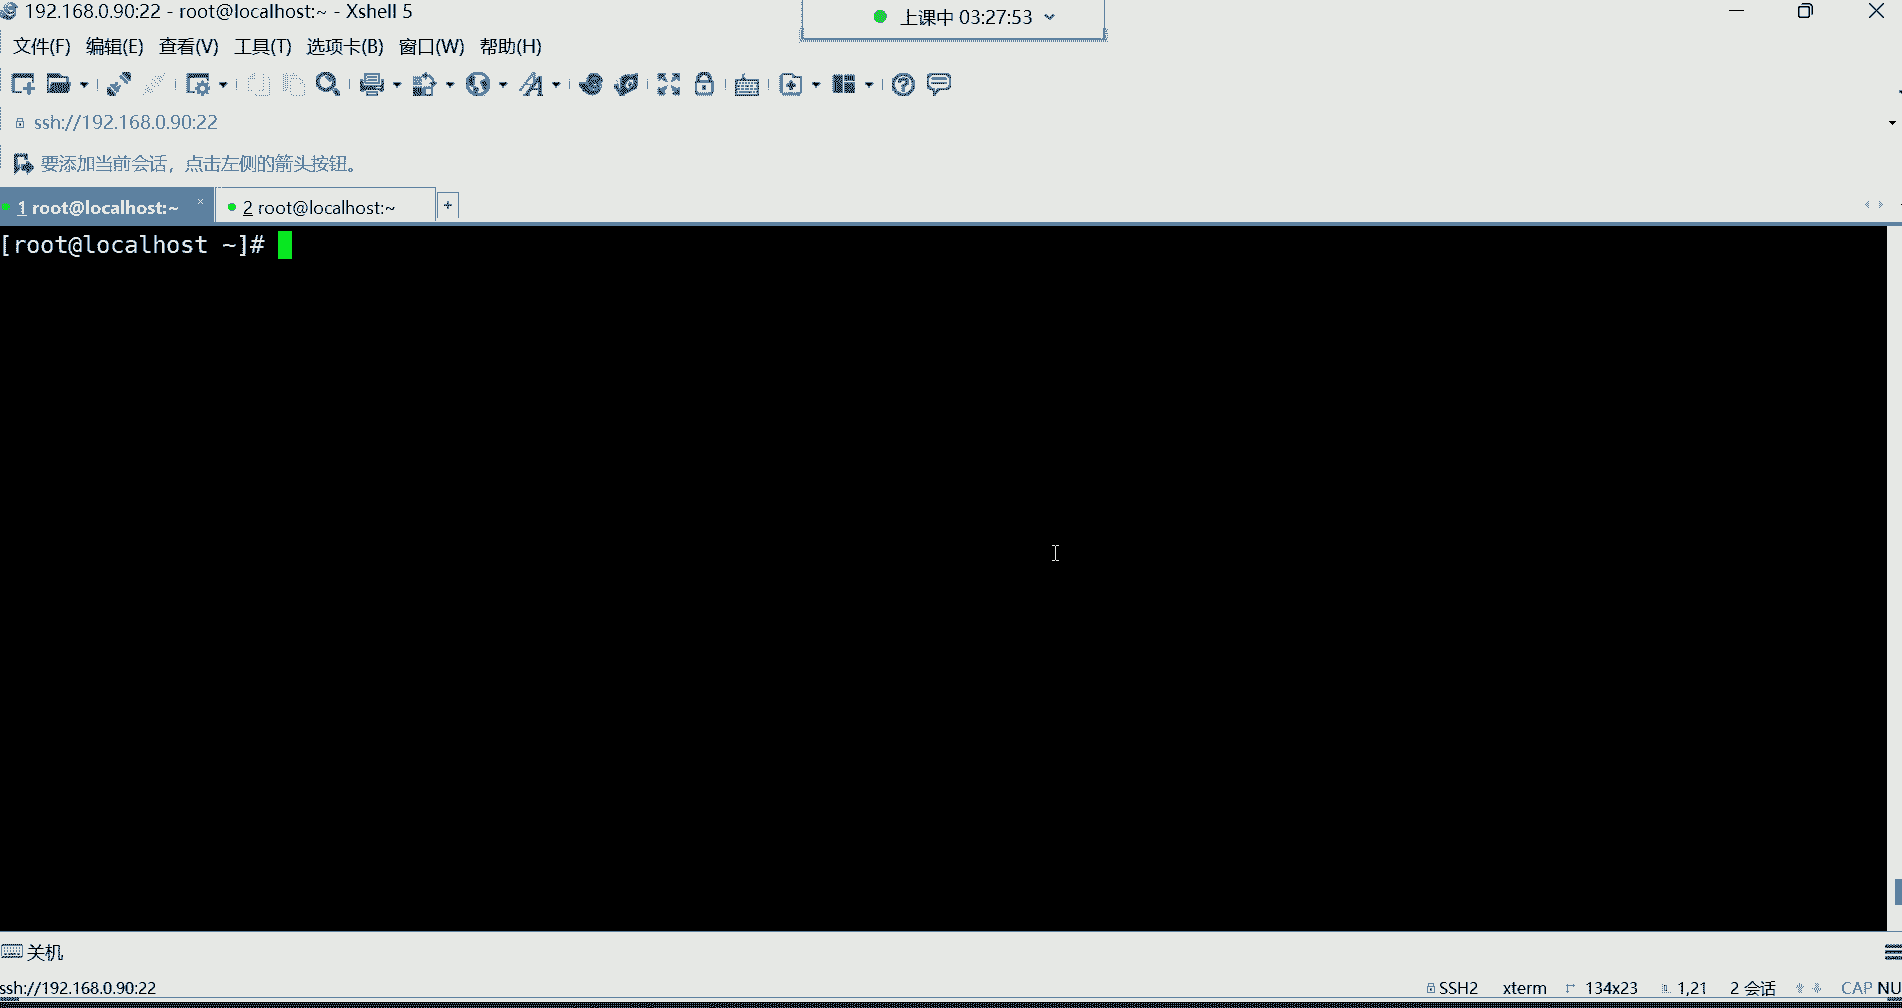 192.168.0.90:22 - root@localhost:~ - Xshell 5
上课中 03:27:53
文件(F) 编辑(E) 查看(V) 工具(T) 选项卡(B) 窗口(W) 帮助(H)
ssh://192.168.0.90:22
要添加当前会话，点击左侧的箭头按钮。
1 root@localhost:~ 2 root@localhost:~
[root@localhost ~]#
关机
ssh://192.168.0.90:22 SSH2 xterm 134x23 1,21 2 会话 CAP NU